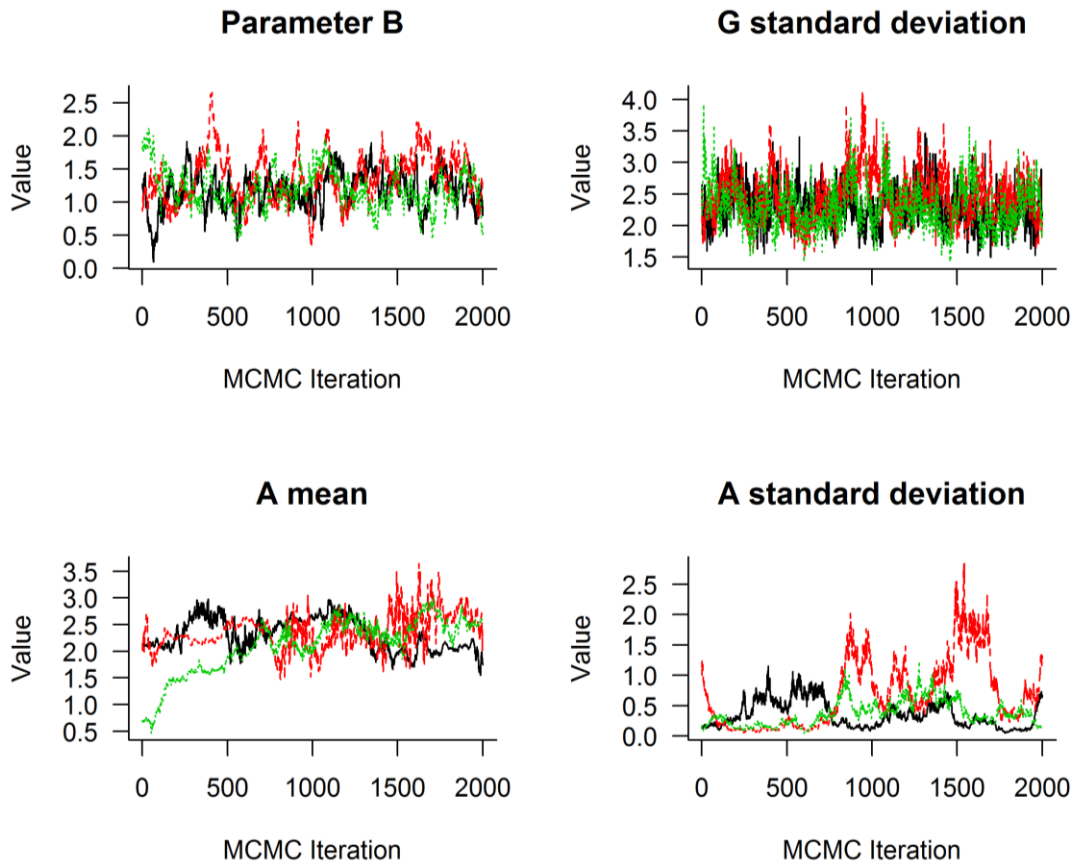 Parameter B
Value
2.5
2.0
1.5
1.0
0.5
0.0
0 500 1000 1500 2000
MCMC Iteration
G standard deviation
Value
4.0
3.5
3.0
2.5
2.0
1.5
0 500 1000 1500 2000
MCMC Iteration
A mean
Value
3.5
3.0
2.5
2.0
1.5
1.0
0.5
0 500 1000 1500 2000
MCMC Iteration
A standard deviation
Value
2.5
2.0
1.5
1.0
0.5
0.0
0 500 1000 1500 2000
MCMC Iteration